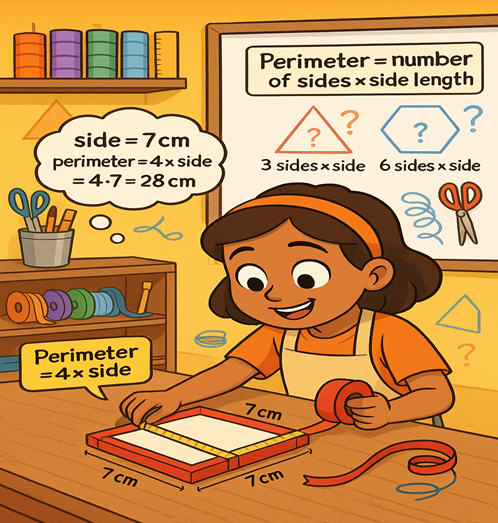 Perimeter = number
of sides × side length
? ?
? ?
3 sides × side
6 sides × side
side = 7 cm
perimeter = 4 × side
= 4·7 = 28 cm
?
Perimeter
= 4 × side
7 cm
7 cm
7 cm